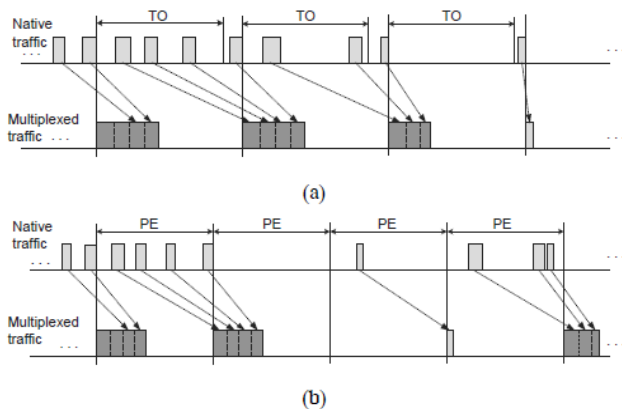 TO TO TO
Native
traffic
. . . . .
Multiplexed
traffic . . . . .
(a)
PE PE PE PE
Native
traffic
. . . . .
Multiplexed
traffic . . . . .
(b)